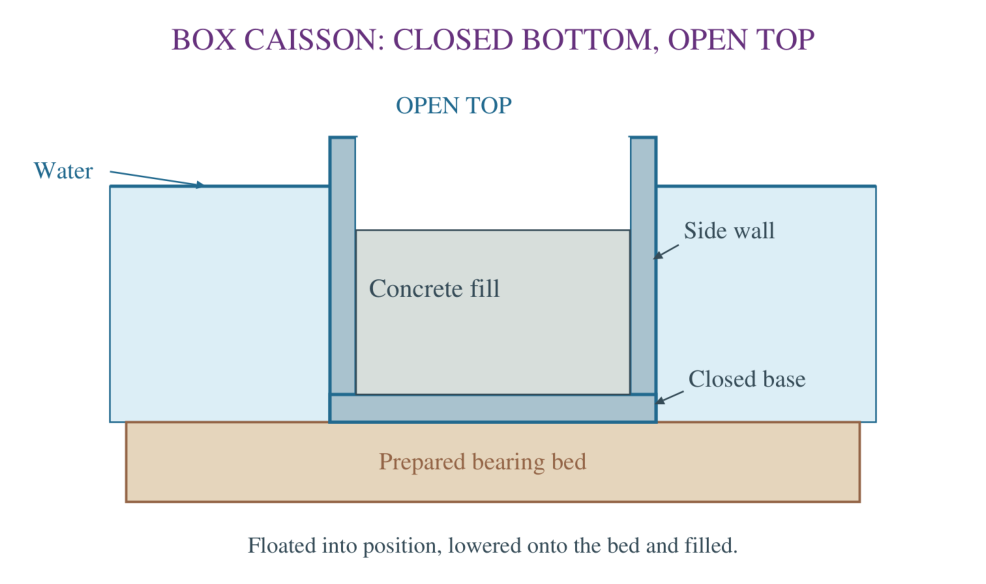 BOX CAISSON: CLOSED BOTTOM, OPEN TOP
OPEN TOP
Water
Side wall
Concrete fill
Closed base
Prepared bearing bed
Floated into position, lowered onto the bed and filled.